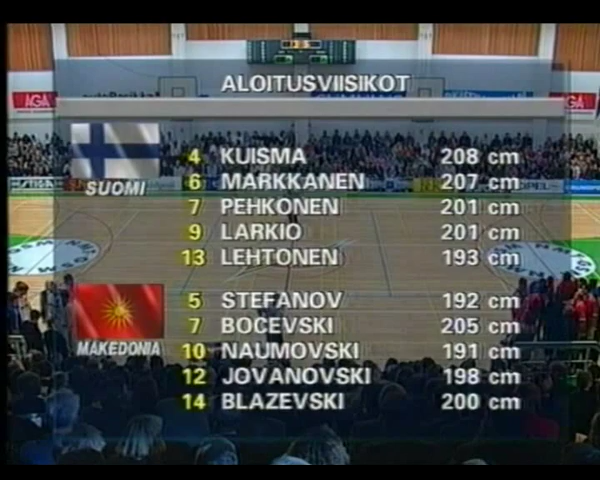 ALOITUSVIISIKOT
SUOMI
4 KUISMA 208 cm
6 MARKKANEN 207 cm
7 PEHKONEN 201 cm
9 LARKIO 201 cm
13 LEHTONEN 193 cm
MAKEDONIA
5 STEFANOV 192 cm
7 BOCEVSKI 205 cm
10 NAUMOVSKI 191 cm
12 JOVANOVSKI 198 cm
14 BLAZEVSKI 200 cm
AGA
AGA